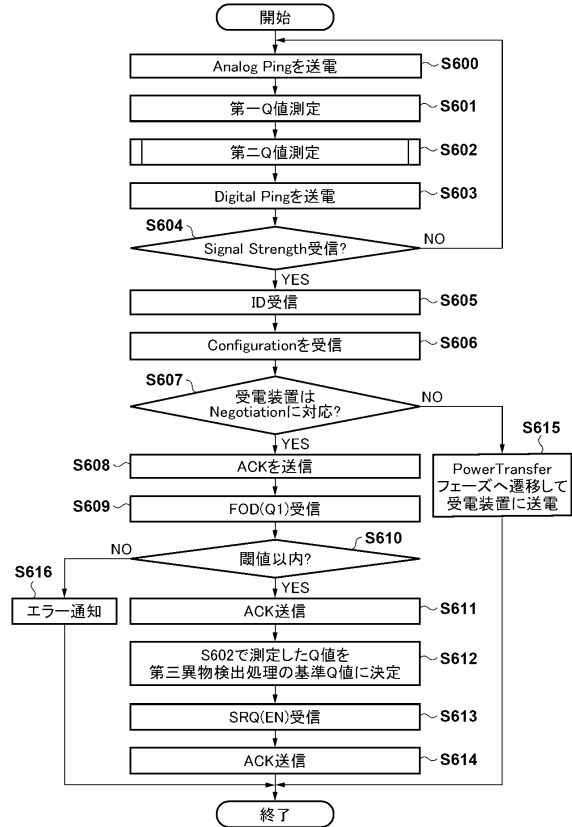 開始
Analog Pingを送電
S600
第一Q値測定
S601
第二Q値測定
S602
Digital Pingを送電
S603
S604
Signal Strength受信?
NO
YES
ID受信
S605
Configurationを受信
S606
S607
受電装置は
Negotiationに対応?
NO
YES
S615
PowerTransfer
フェーズへ遷移して
受電装置に送電
S608
ACKを送信
S609
FOD(Q1)受信
S610
閾値以内?
NO
YES
S616
エラー通知
ACK送信
S611
S602で測定したQ値を
第三異物検出処理の基準Q値に決定
S612
SRQ(EN)受信
S613
ACK送信
S614
終了